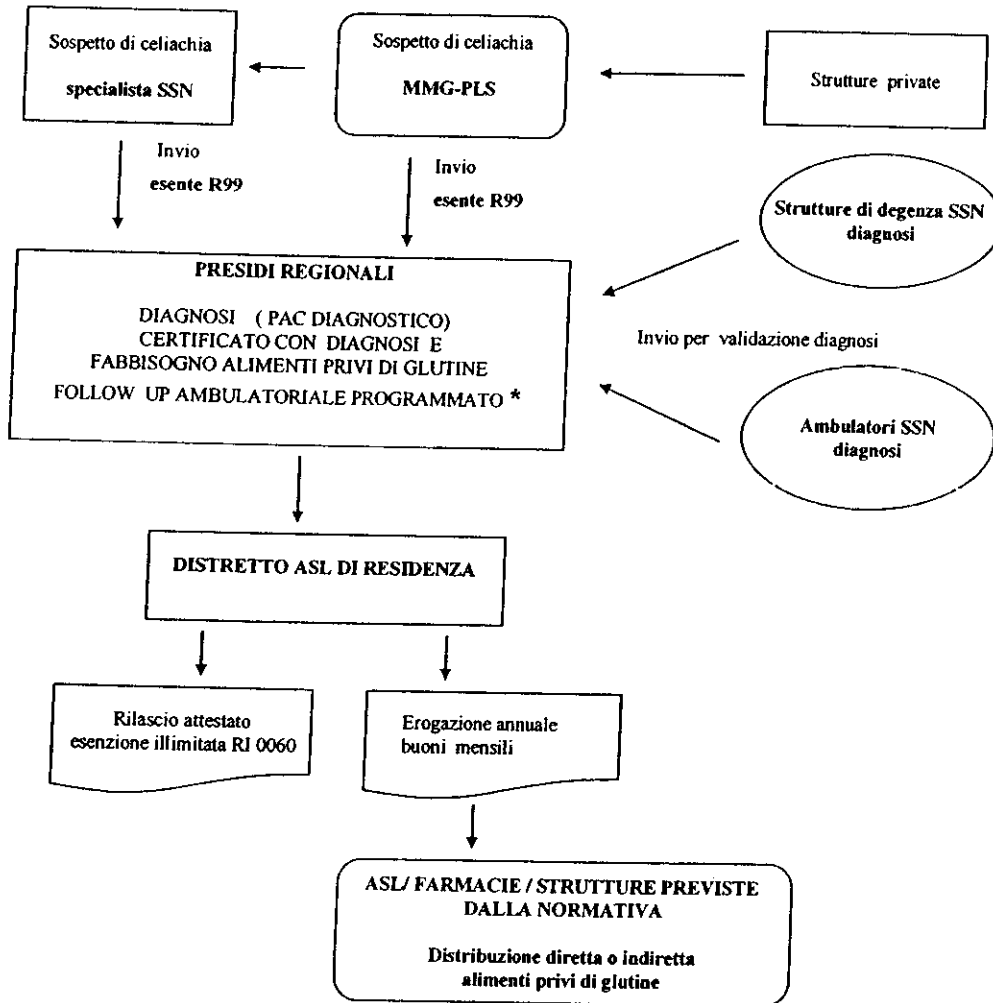 Sospetto di celiachia
specialista SSN
Sospetto di celiachia
MMG-PLS
Strutture private
Invio
esente R99
Invio
esente R99
Strutture di degenza SSN
diagnosi
PRESIDI REGIONALI
DIAGNOSI ( PAC DIAGNOSTICO)
CERTIFICATO CON DIAGNOSI E
FABBISOGNO ALIMENTI PRIVI DI GLUTINE
FOLLOW UP AMBULATORIALE PROGRAMMATO *
Invio per validazione diagnosi
Ambulatori SSN
diagnosi
DISTRETTO ASL DI RESIDENZA
Rilascio attestato
esenzione illimitata RI 0060
Erogazione annuale
buoni mensili
ASL/ FARMACIE / STRUTTURE PREVISTE
DALLA NORMATIVA
Distribuzione diretta o indiretta
alimenti privi di glutine